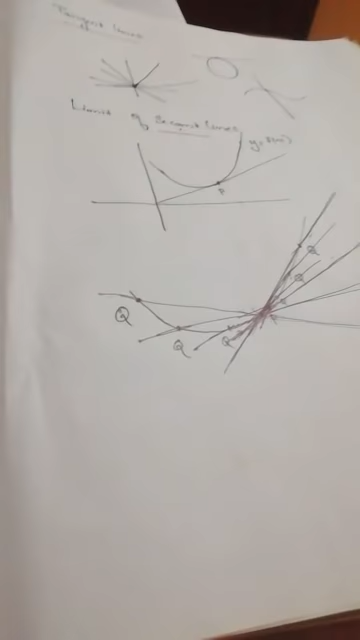 Tangent Lines
Limit of Secant Lines
y=f(x)
P
Q
Q
Q
Q
Q
P